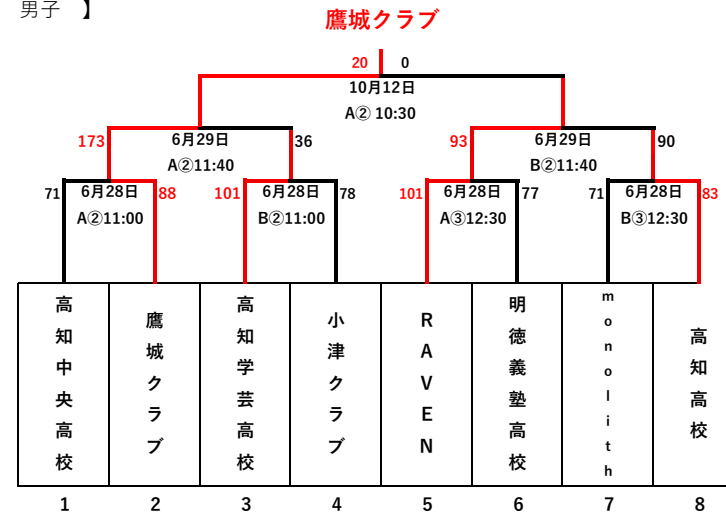 男子 】
鷹城クラブ
20 0
10月12日
A② 10:30
173 6月29日 36 93 6月29日 90
A②11:40 B②11:40
71 6月28日 88 101 6月28日 78 101 6月28日 77 71 6月28日 83
A②11:00 B②11:00 A③12:30 B③12:30
高知中央高校
鷹城クラブ
高知学芸高校
小津クラブ
RAVEN
明徳義塾高校
monolith
高知高校
1 2 3 4 5 6 7 8